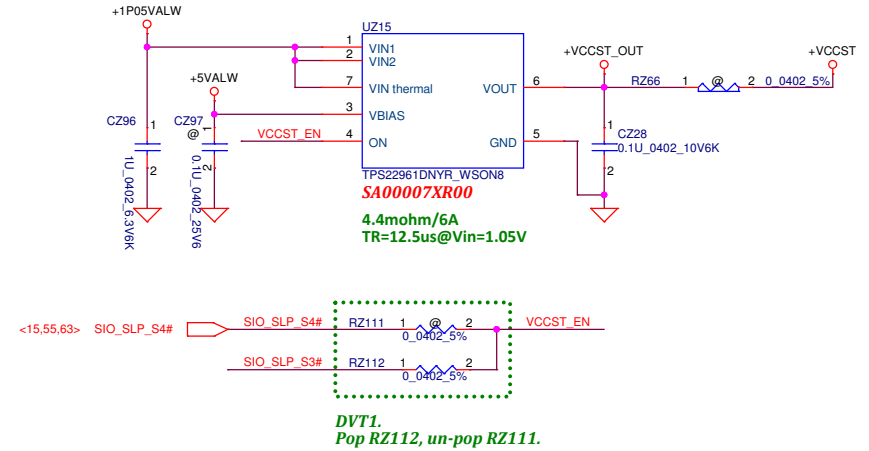 +1P05VALW
UZ15
1 VIN1
2 VIN2
+VCCST_OUT
+VCCST
+5VALW
7 VIN thermal VOUT 6
RZ66 1 @ 2 0_0402_5%
3 VBIAS
CZ96 1 CZ97 1
@
VCCST_EN 4 ON GND 5
1 CZ28
0.1U_0402_10V6K
2 2 2
1U_0402_6.3V6K
0.1U_0402_25V6
TPS22961DNYR_WSON8
SA00007XR00
4.4mohm/6A
TR=12.5us@Vin=1.05V
<15,55,63> SIO_SLP_S4# SIO_SLP_S4# RZ111 1 @ 2 VCCST_EN
0_0402_5%
SIO_SLP_S3# RZ112 1 2
0_0402_5%
DVT1.
Pop RZ112, un-pop RZ111.